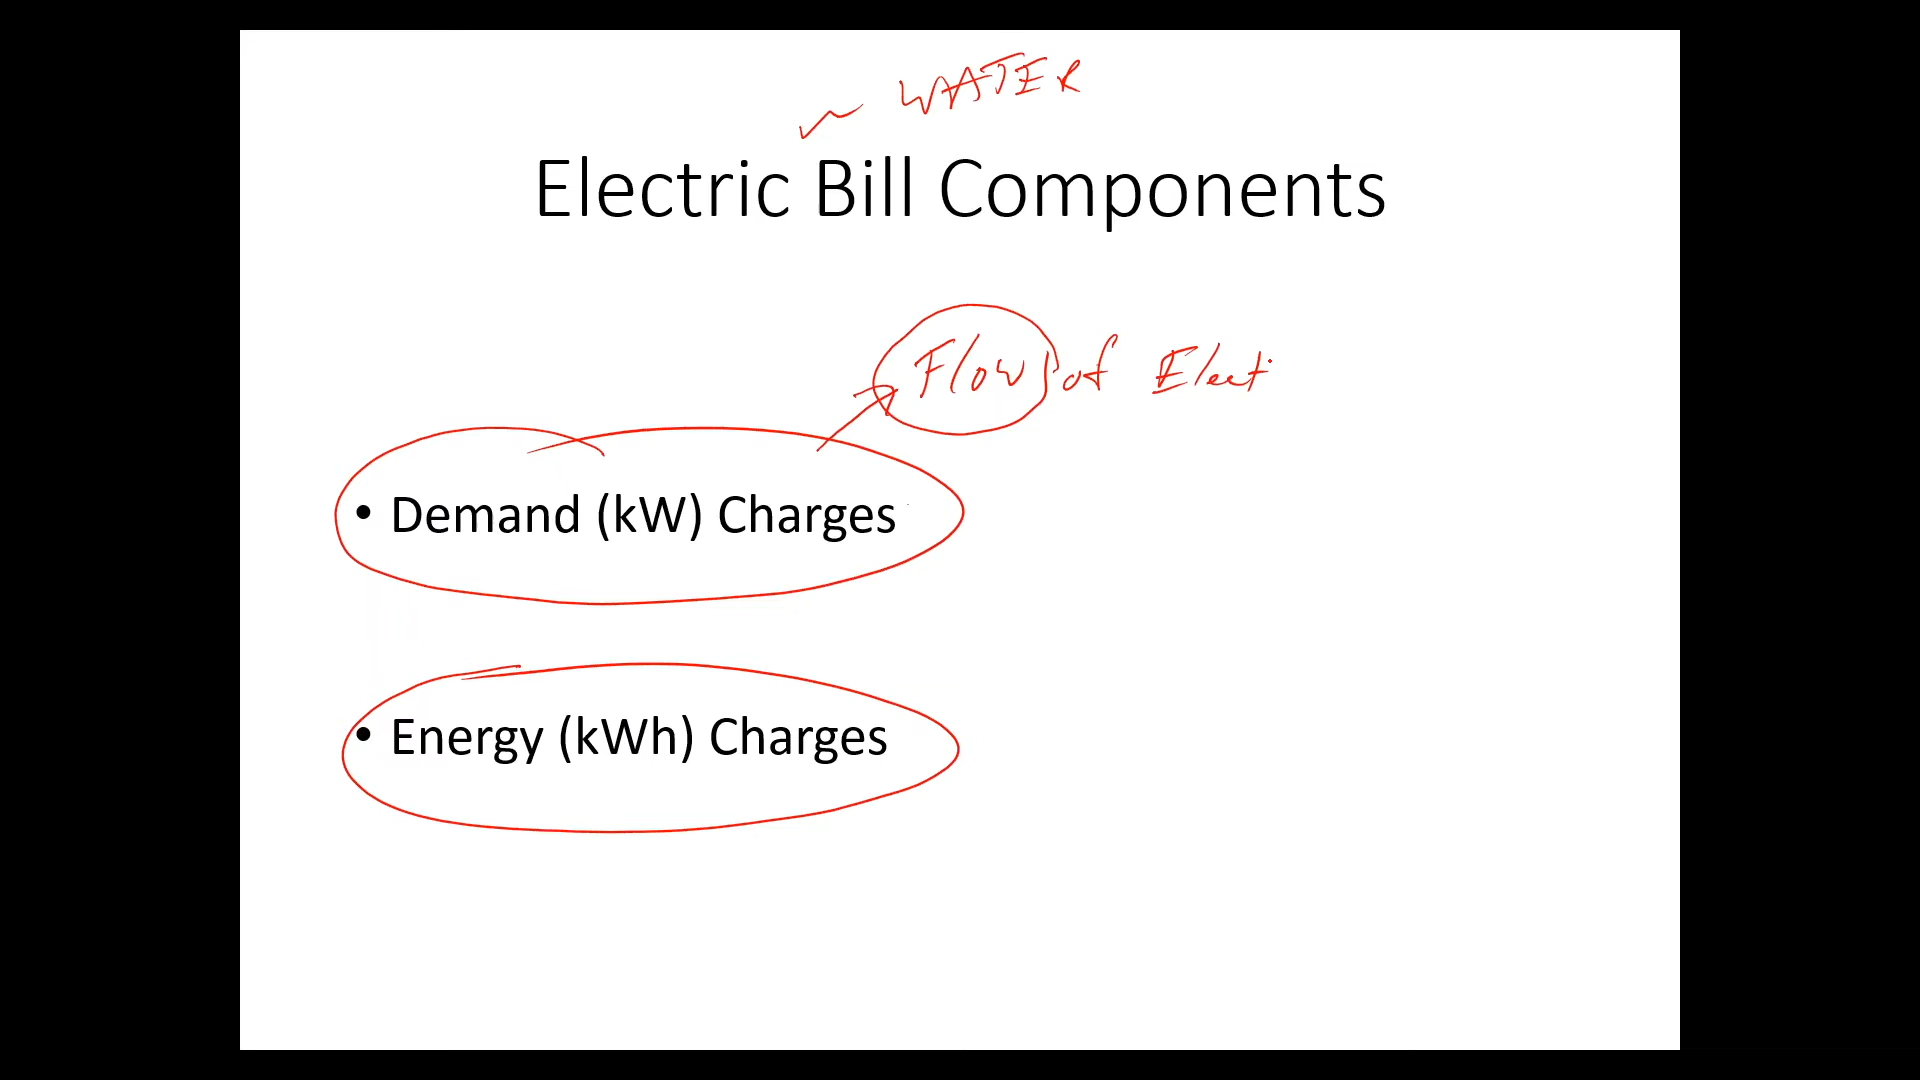 WATER
Electric Bill Components
Flow of Elect
• Demand (kW) Charges
• Energy (kWh) Charges